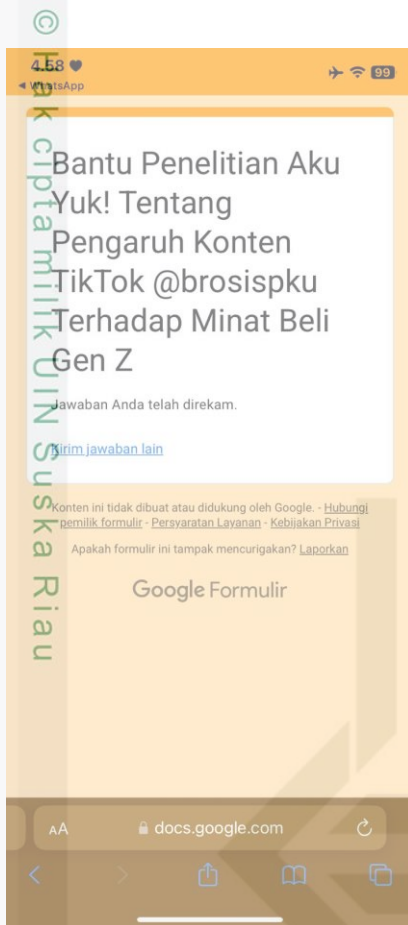 © Hak cipta milik UIN Suska Riau
4.58
99
◀ WhatsApp
Bantu Penelitian Aku
Yuk! Tentang
Pengaruh Konten
TikTok @brosispku
Terhadap Minat Beli
Gen Z
Jawaban Anda telah direkam.
Kirim jawaban lain
Konten ini tidak dibuat atau didukung oleh Google. - Hubungi
pemilik formulir - Persyaratan Layanan - Kebijakan Privasi
Apakah formulir ini tampak mencurigakan? Laporkan
Google Formulir
AA
docs.google.com